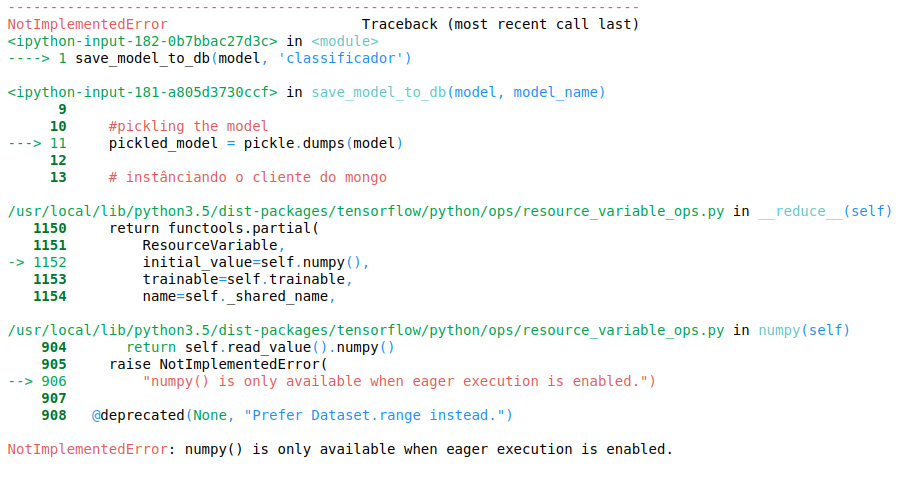 ---------------------------------------------------------------------------
NotImplementedError                       Traceback (most recent call last)
<ipython-input-182-0b7bbac27d3c> in <module>
----> 1 save_model_to_db(model, 'classificador')

<ipython-input-181-a805d3730ccf> in save_model_to_db(model, model_name)
      9
     10     #pickling the model
---> 11     pickled_model = pickle.dumps(model)
     12
     13     # instânciando o cliente do mongo

/usr/local/lib/python3.5/dist-packages/tensorflow/python/ops/resource_variable_ops.py in __reduce__(self)
   1150     return functools.partial(
   1151         ResourceVariable,
-> 1152         initial_value=self.numpy(),
   1153         trainable=self.trainable,
   1154         name=self._shared_name,

/usr/local/lib/python3.5/dist-packages/tensorflow/python/ops/resource_variable_ops.py in numpy(self)
    904       return self.read_value().numpy()
    905     raise NotImplementedError(
--> 906         "numpy() is only available when eager execution is enabled.")
    907
    908   @deprecated(None, "Prefer Dataset.range instead.")

NotImplementedError: numpy() is only available when eager execution is enabled.